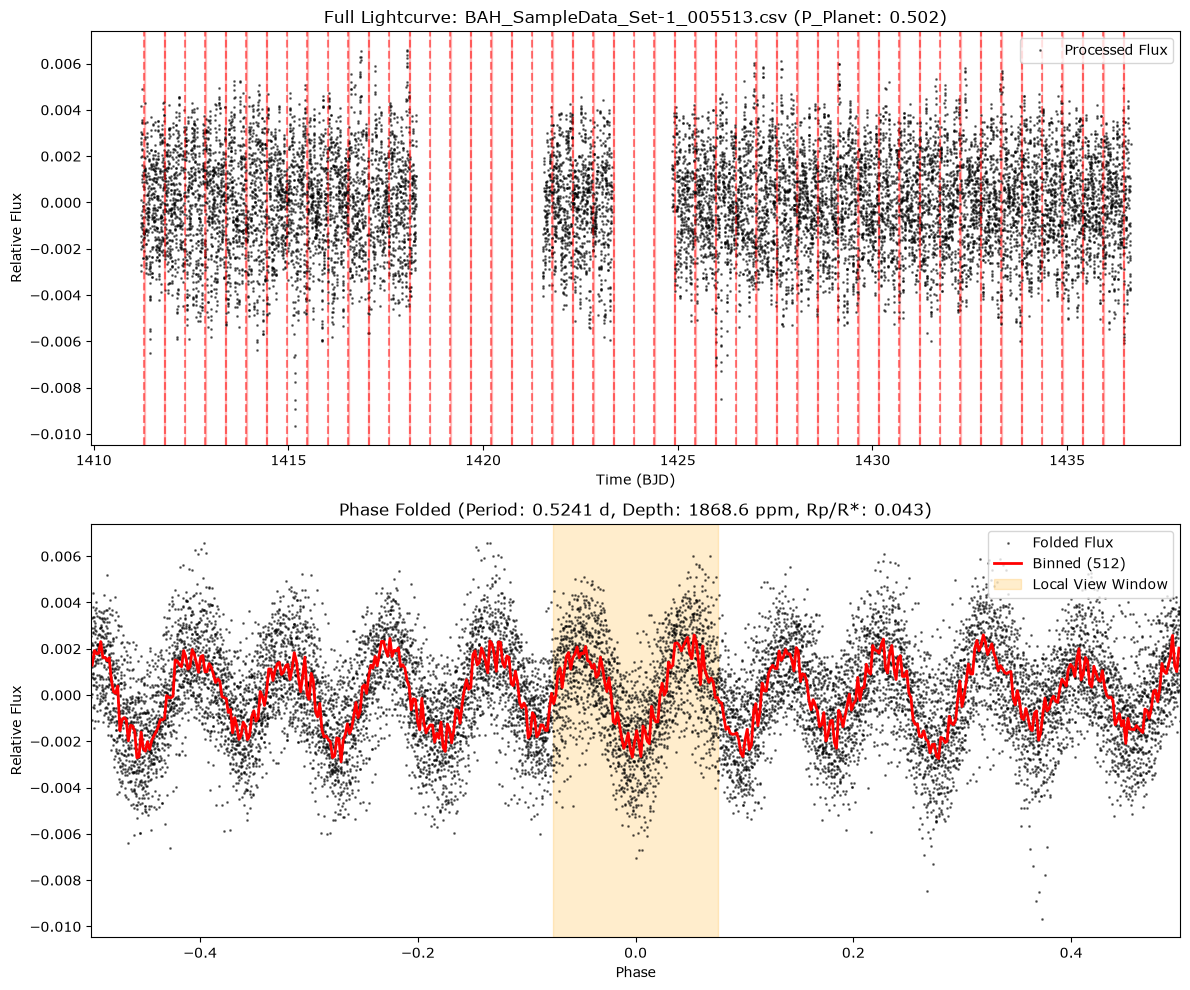 Full Lightcurve: BAH_SampleData_Set-1_005513.csv (P_Planet: 0.502)
Processed Flux
0.006
0.004
0.002
0.000
−0.002
−0.004
−0.006
−0.008
−0.010
Relative Flux
1410 1415 1420 1425 1430 1435
Time (BJD)
Phase Folded (Period: 0.5241 d, Depth: 1868.6 ppm, Rp/R*: 0.043)
Folded Flux
Binned (512)
Local View Window
0.006
0.004
0.002
0.000
−0.002
−0.004
−0.006
−0.008
−0.010
Relative Flux
−0.4 −0.2 0.0 0.2 0.4
Phase